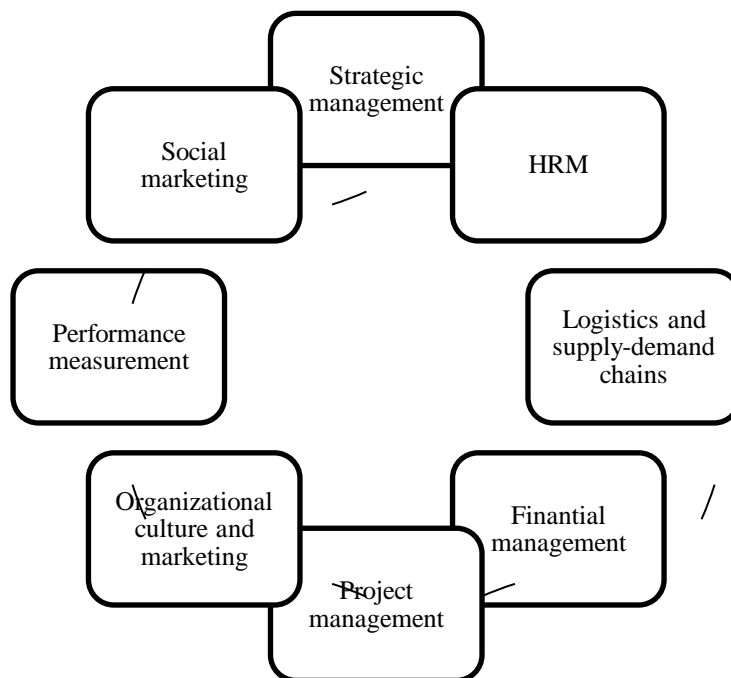 Strategic
management
Social
marketing
HRM
Performance
measurement
Logistics and
supply-demand
chains
Organizational
culture and
marketing
Finantial
management
Project
management